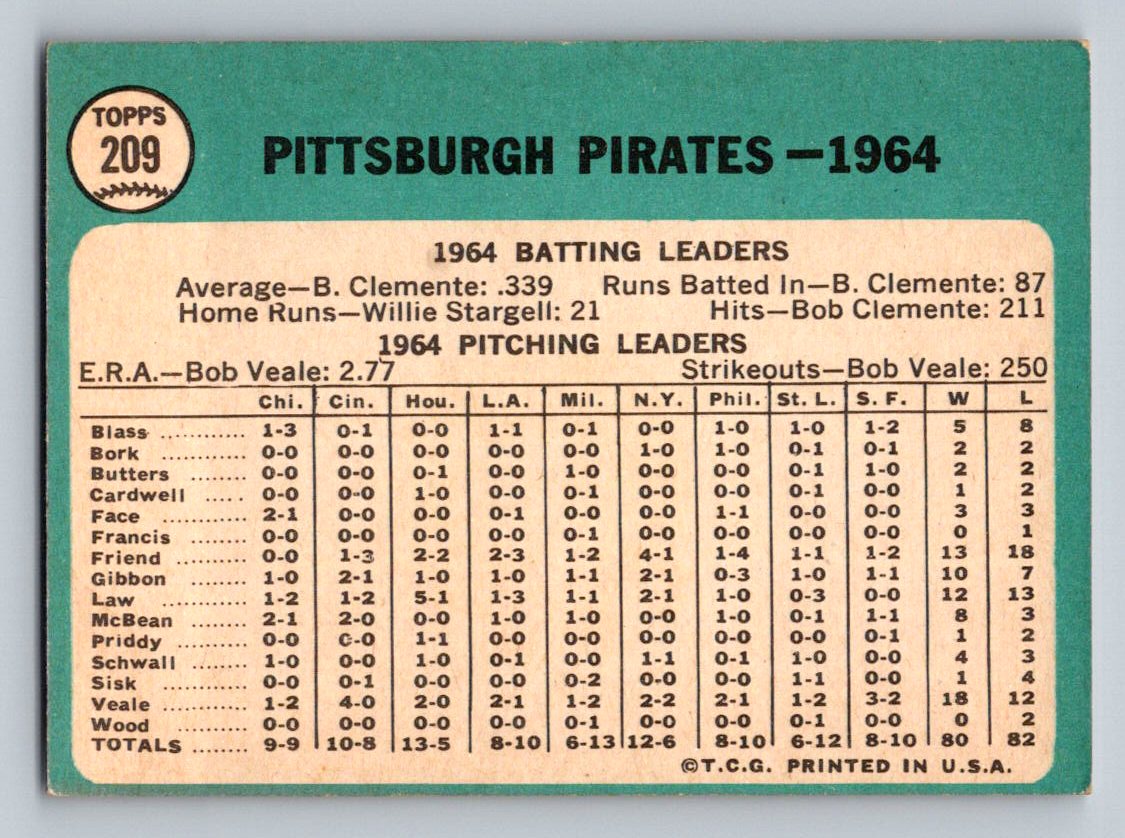 TOPPS
209
PITTSBURGH PIRATES—1964
1964 BATTING LEADERS
Average—B. Clemente: .339 Runs Batted In—B. Clemente: 87
Home Runs—Willie Stargell: 21 Hits—Bob Clemente: 211
1964 PITCHING LEADERS
E.R.A.—Bob Veale: 2.77 Strikeouts—Bob Veale: 250
Chi. Cin. Hou. L.A. Mil. N.Y. Phil. St. L. S. F. W L
Blass ............ 1-3 0-1 0-0 1-1 0-1 0-0 1-0 1-0 1-2 5 8
Bork ............ 0-0 0-0 0-0 0-0 0-0 1-0 1-0 0-1 0-1 2 2
Butters ........ 0-0 0-0 0-1 0-0 1-0 0-0 0-0 0-1 1-0 2 2
Cardwell ..... 0-0 0-0 1-0 0-0 0-1 0-0 0-0 0-1 0-0 1 2
Face ............ 2-1 0-0 0-0 0-1 0-0 0-0 1-1 0-0 0-0 3 3
Francis ........ 0-0 0-0 0-0 0-0 0-1 0-0 0-0 0-0 0-0 0 1
Friend .......... 0-0 1-3 2-2 2-3 1-2 4-1 1-4 1-1 1-2 13 18
Gibbon ........ 1-0 2-1 1-0 1-0 1-1 2-1 0-3 1-0 1-1 10 7
Law ............ 1-2 1-2 5-1 1-3 1-1 2-1 1-0 0-3 0-0 12 13
McBean ........ 2-1 2-0 0-0 1-0 1-0 0-0 1-0 0-1 1-1 8 3
Priddy .......... 0-0 0-0 1-1 0-0 0-0 0-0 0-0 0-0 0-1 1 2
Schwall ........ 1-0 0-0 1-0 0-1 0-0 1-1 0-1 1-0 0-0 4 3
Sisk ............ 0-0 0-1 0-0 0-0 0-2 0-0 0-0 1-1 0-0 1 4
Veale ............ 1-2 4-0 2-0 2-1 1-2 2-2 2-1 1-2 3-2 18 12
Wood ............ 0-0 0-0 0-0 0-0 0-1 0-0 0-0 0-1 0-0 0 2
TOTALS ........ 9-9 10-8 13-5 8-10 6-13 12-6 8-10 6-12 8-10 80 82
©T.C.G. PRINTED IN U.S.A.